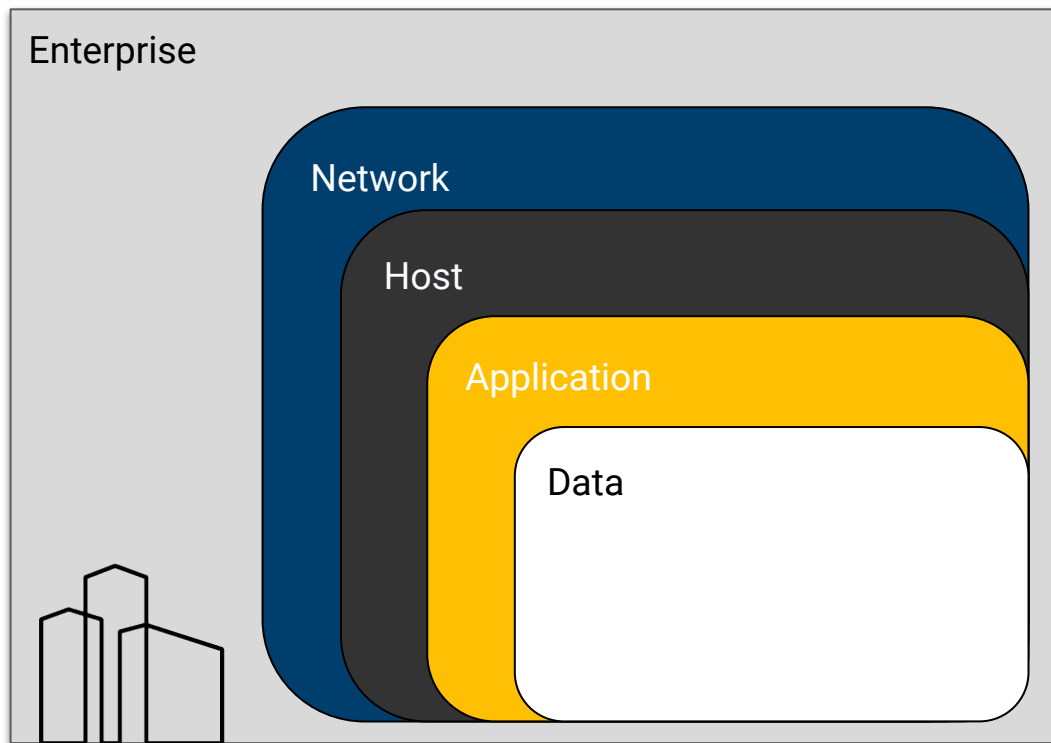 Enterprise
Network
Host
Application
Data